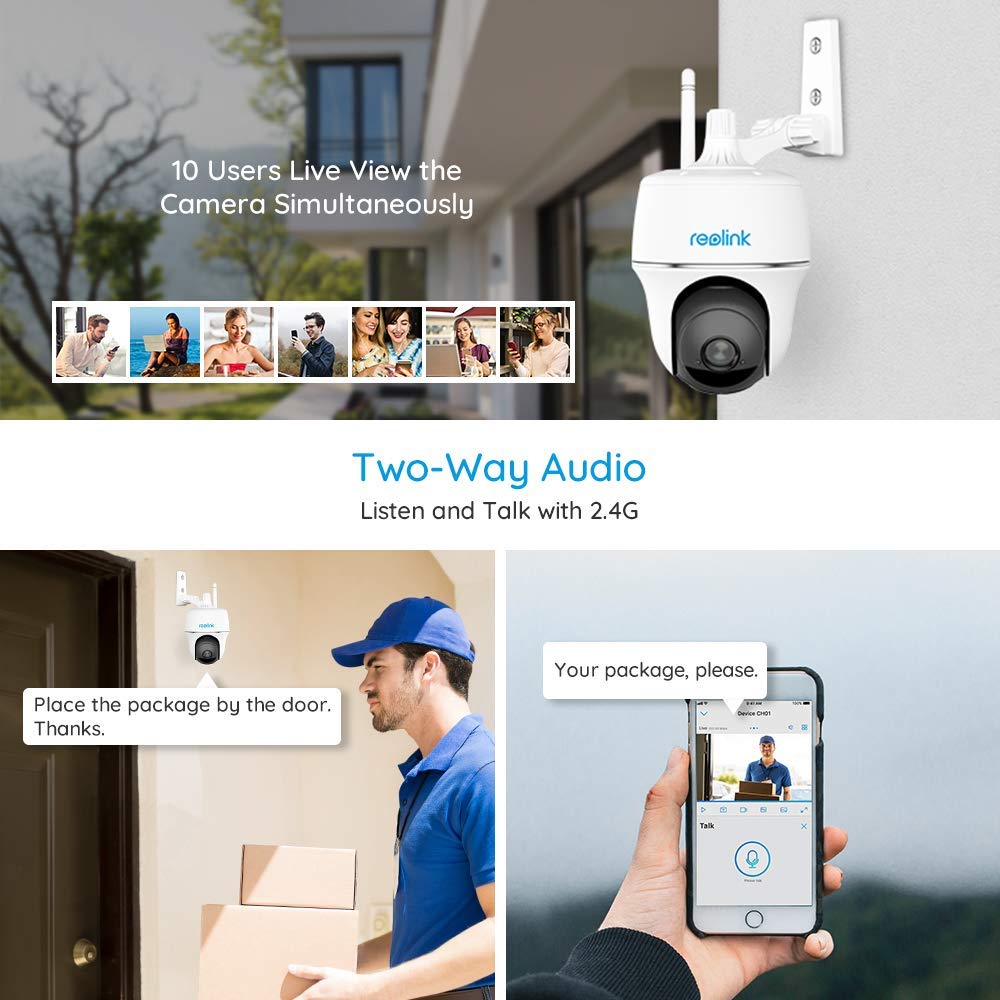 10 Users Live View the
Camera Simultaneously
reolink
Two-Way Audio
Listen and Talk with 2.4G
reolink
Place the package by the door.
Thanks.
Your package, please.
9:41 AM
100%
Device CH01
Live
Talk
Please talk